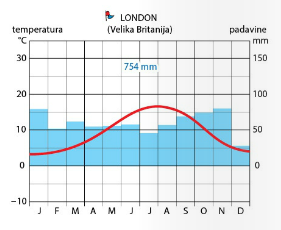 LONDON
temperatura (Velika Britanija) padavine
°C mm
30 150
754 mm
20 100
10 50
0 0
−10
J F M A M J J A S O N D